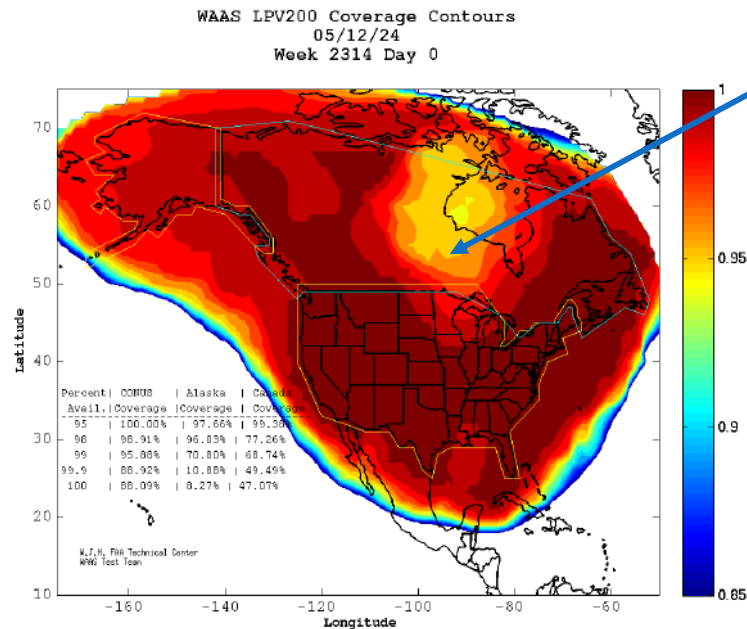 WAAS LPV200 Coverage Contours
05/12/24
Week 2314 Day 0
70
60
50
40
30
20
10
Latitude
-160 -140 -120 -100 -80 -60
Longitude
1
0.95
0.9
0.85
Percent| CONUS | Alaska | Canada
Avail.|Coverage |Coverage | Coverage
95 | 100.00% | 97.66% | 99.38%
98 | 98.91% | 96.83% | 77.26%
99 | 95.88% | 70.80% | 68.74%
99.9 | 88.92% | 10.88% | 49.49%
100 | 88.09% | 8.27% | 47.07%
W.J.H. FAA Technical Center
WAAS Test Team